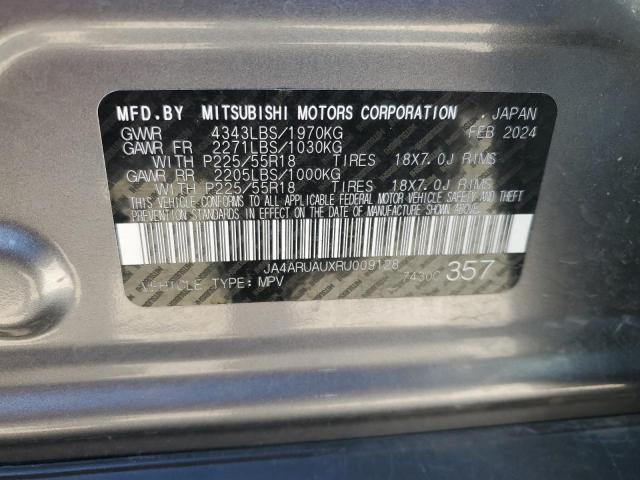 MFD.BY MITSUBISHI MOTORS CORPORATION JAPAN
GVWR 4343LBS/1970KG FEB 2024
GAWR FR 2271LBS/1030KG
WITH P225/55R18 TIRES 18X7.0J RIMS
GAWR RR 2205LBS/1000KG
WITH P225/55R18 TIRES 18X7.0J RIMS
THIS VEHICLE CONFORMS TO ALL APPLICABLE FEDERAL MOTOR VEHICLE SAFETY AND THEFT
PREVENTION STANDARDS IN EFFECT ON THE DATE OF MANUFACTURE SHOWN ABOVE.
JA4ARUAUXRU009128
VEHICLE TYPE:MPV 7430C 357